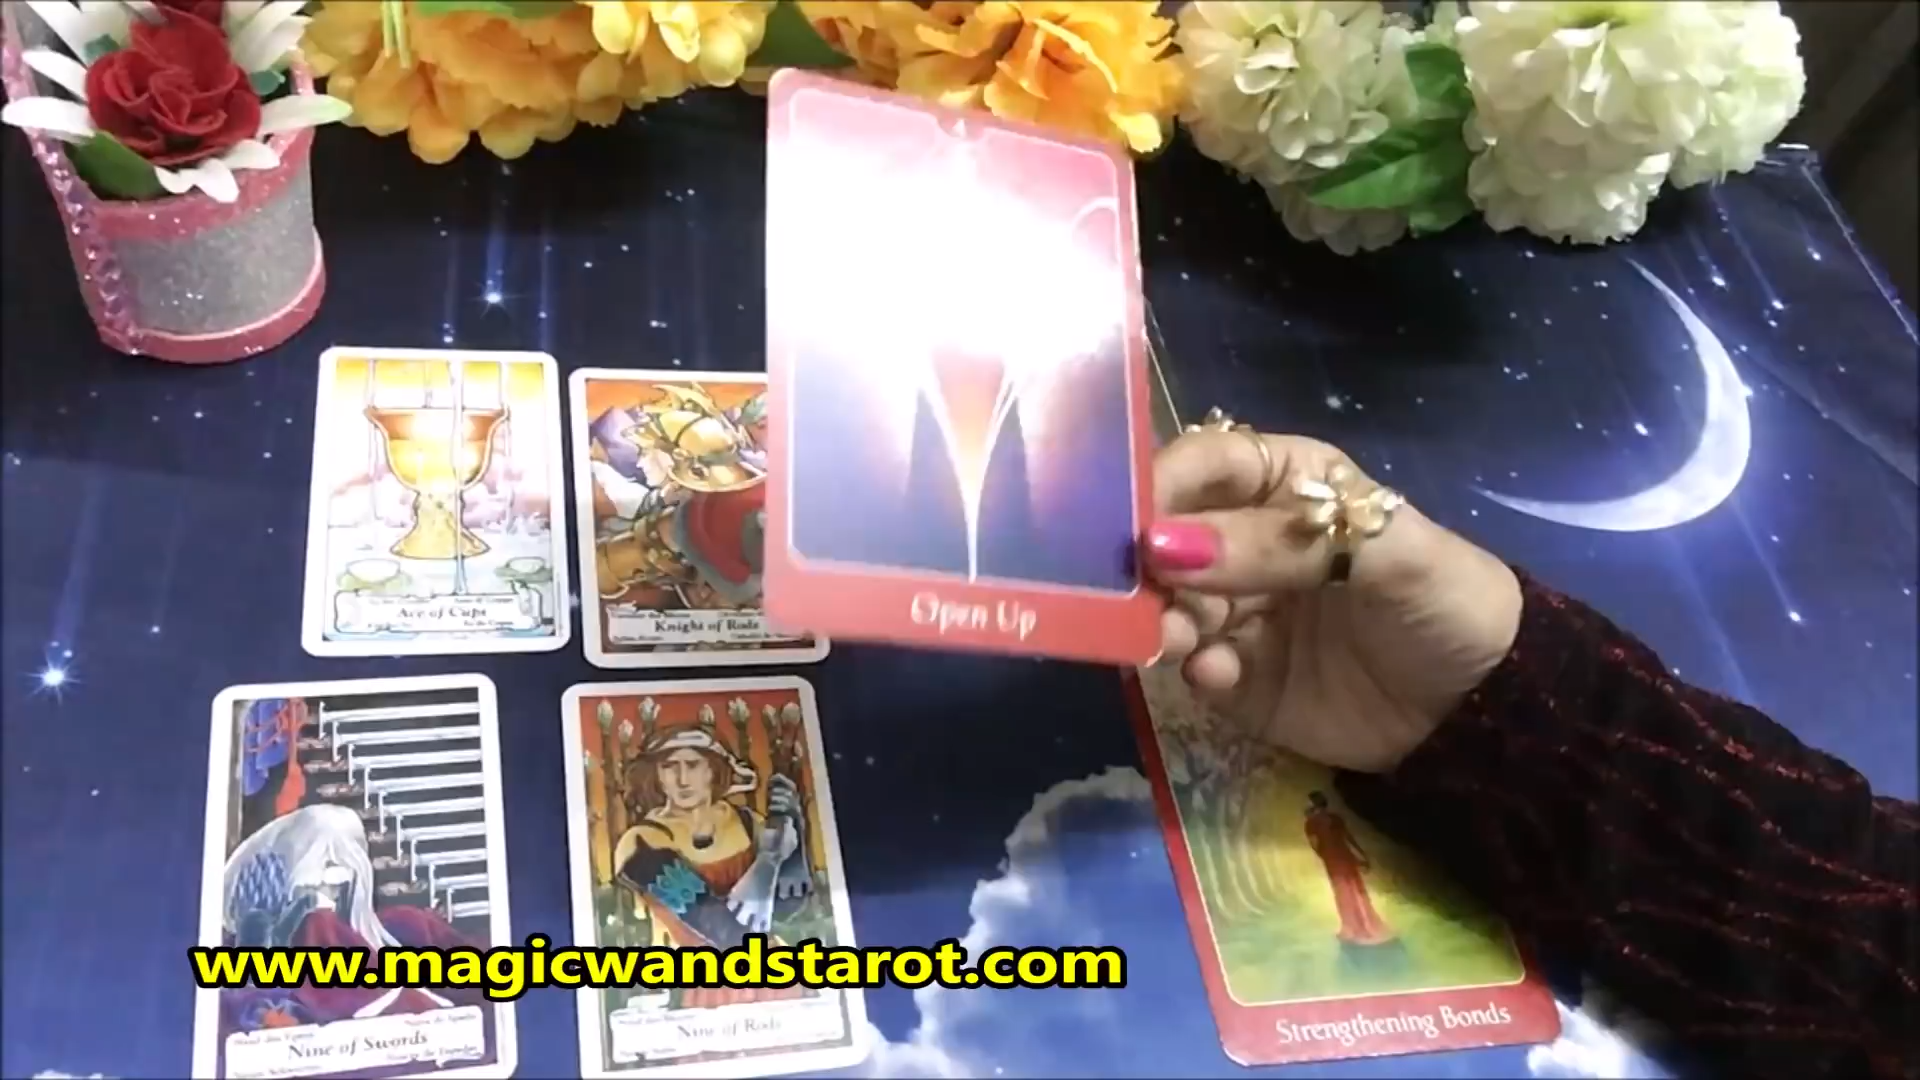 Open Up
Ace of Cups
Knight of Rods
Nine of Swords
Nine of Rods
Strengthening Bonds
www.magicwandstarot.com